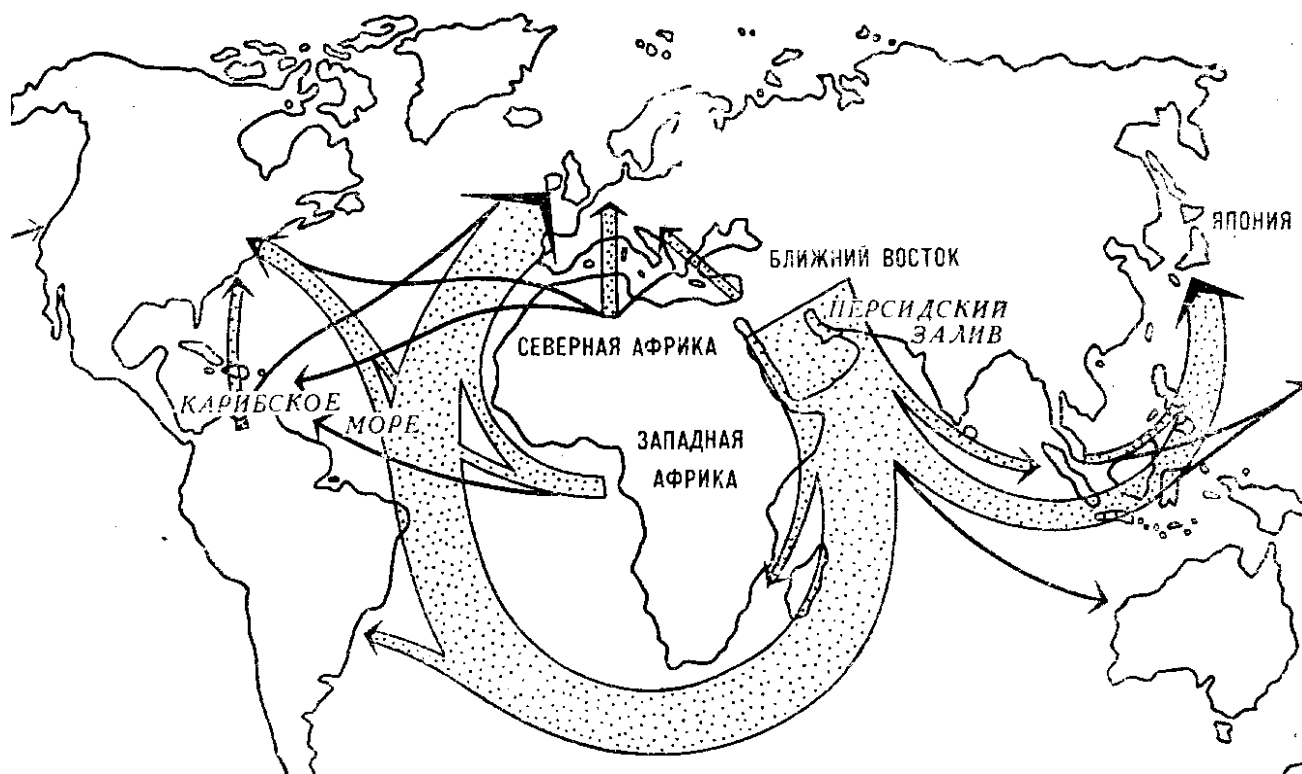 ЯПОНИЯ
БЛИЖНИЙ ВОСТОК
ПЕРСИДСКИЙ
ЗАЛИВ
СЕВЕРНАЯ АФРИКА
КАРИБСКОЕ
МОРЕ
ЗАПАДНАЯ
АФРИКА